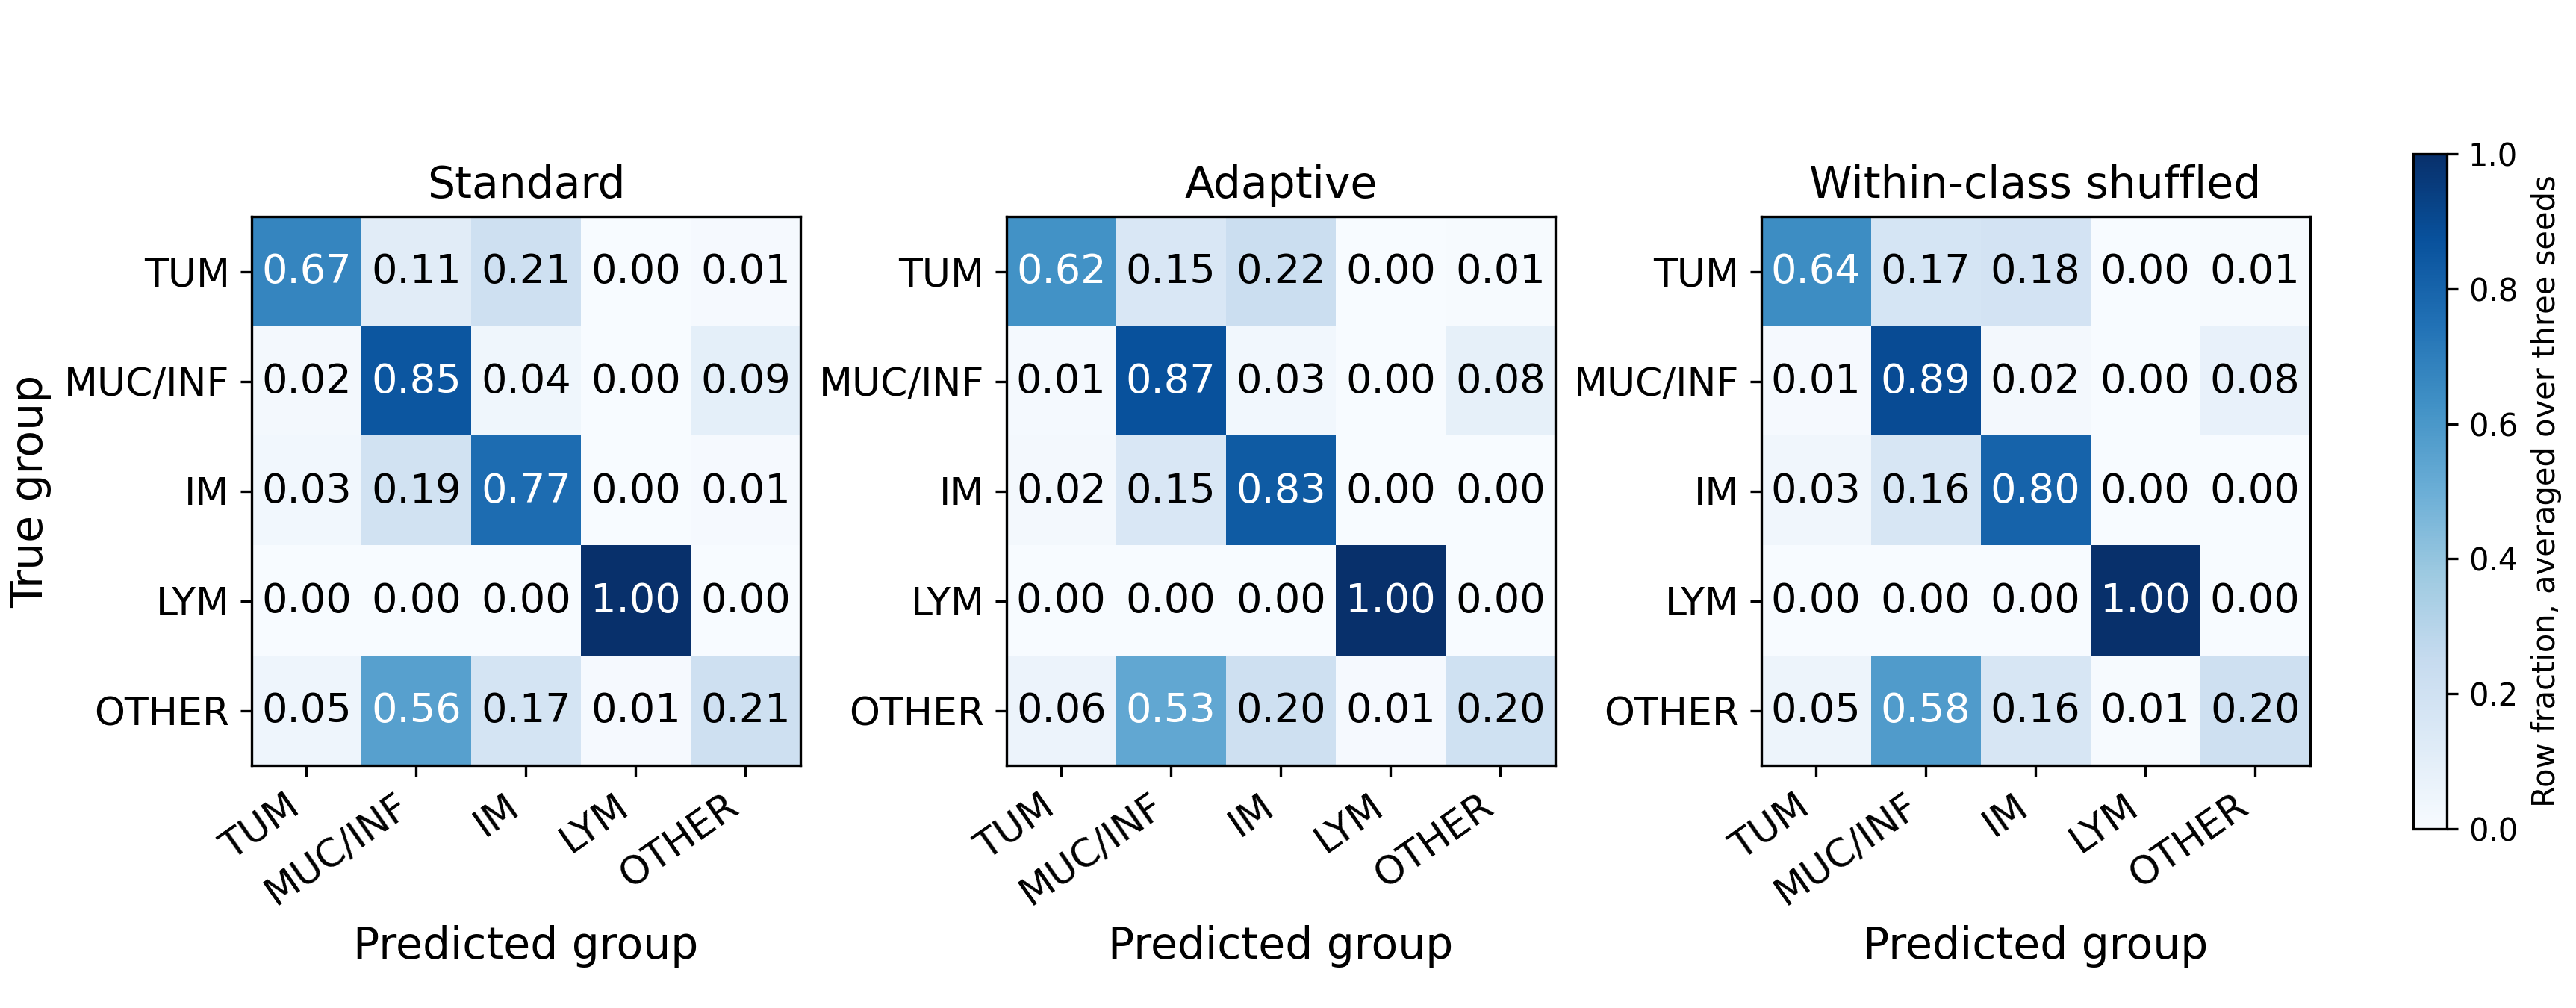 Standard
Adaptive
Within-class shuffled
True group
TUM 0.67 0.11 0.21 0.00 0.01
MUC/INF 0.02 0.85 0.04 0.00 0.09
IM 0.03 0.19 0.77 0.00 0.01
LYM 0.00 0.00 0.00 1.00 0.00
OTHER 0.05 0.56 0.17 0.01 0.21
TUM MUC/INF IM LYM OTHER
Predicted group
TUM 0.62 0.15 0.22 0.00 0.01
MUC/INF 0.01 0.87 0.03 0.00 0.08
IM 0.02 0.15 0.83 0.00 0.00
LYM 0.00 0.00 0.00 1.00 0.00
OTHER 0.06 0.53 0.20 0.01 0.20
TUM MUC/INF IM LYM OTHER
Predicted group
TUM 0.64 0.17 0.18 0.00 0.01
MUC/INF 0.01 0.89 0.02 0.00 0.08
IM 0.03 0.16 0.80 0.00 0.00
LYM 0.00 0.00 0.00 1.00 0.00
OTHER 0.05 0.58 0.16 0.01 0.20
TUM MUC/INF IM LYM OTHER
Predicted group
1.0
0.8
0.6
0.4
0.2
0.0
Row fraction, averaged over three seeds